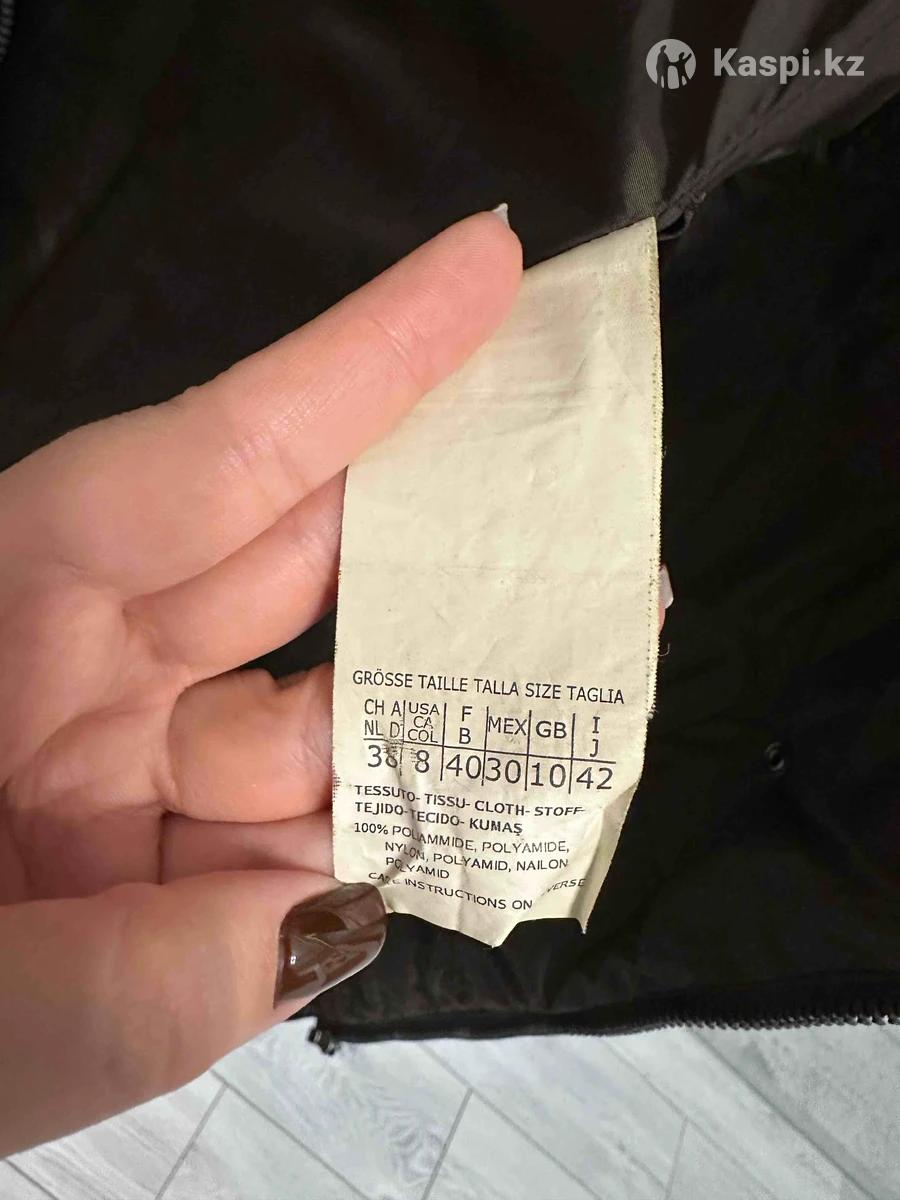 Kaspi.kz
GRÖSSE TAILLE TALLA SIZE TAGLIA
CH A USA F MEX GB I
NL D CA B J
COL
38 8 40 30 10 42
TESSUTO- TISSU- CLOTH- STOFF-
TEJIDO-TECIDO- KUMAŞ
100% POLIAMMIDE, POLYAMIDE,
NYLON, POLYAMID, NAILON
POLYAMID
CARE INSTRUCTIONS ON VERSE